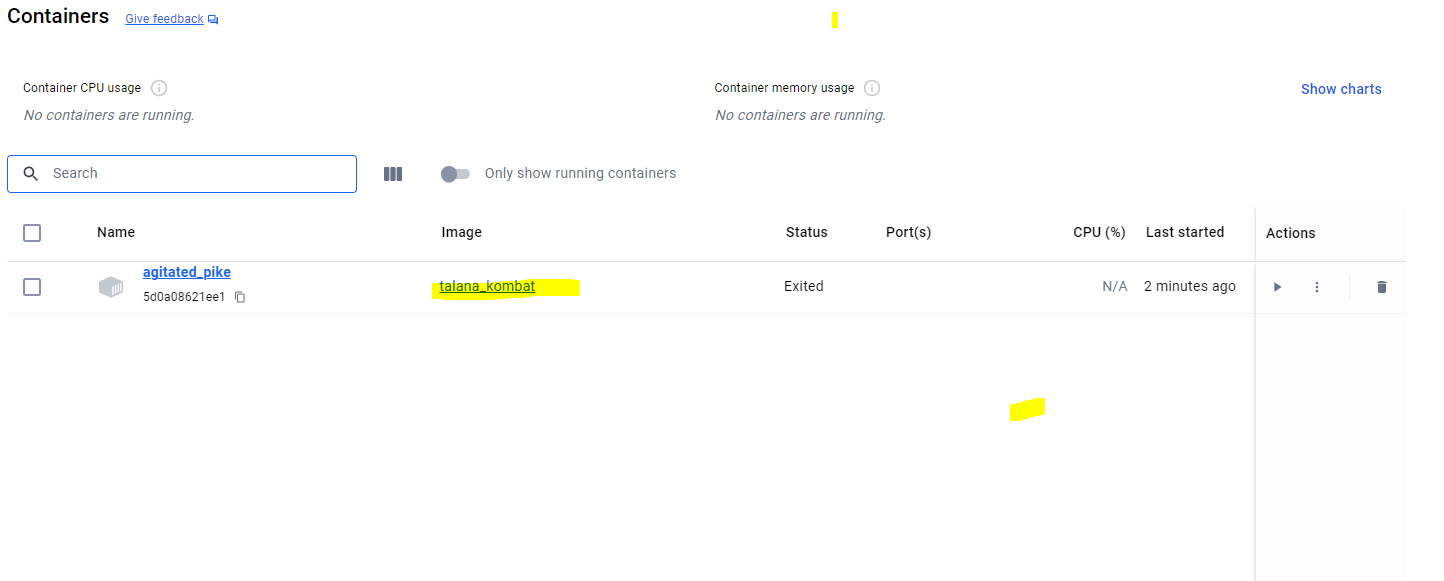 Containers Give feedback
Container CPU usage Container memory usage Show charts
No containers are running. No containers are running.
Search Only show running containers
Name Image Status Port(s) CPU (%) Last started Actions
agitated_pike
talana_kombat Exited N/A 2 minutes ago
5d0a08621ee1